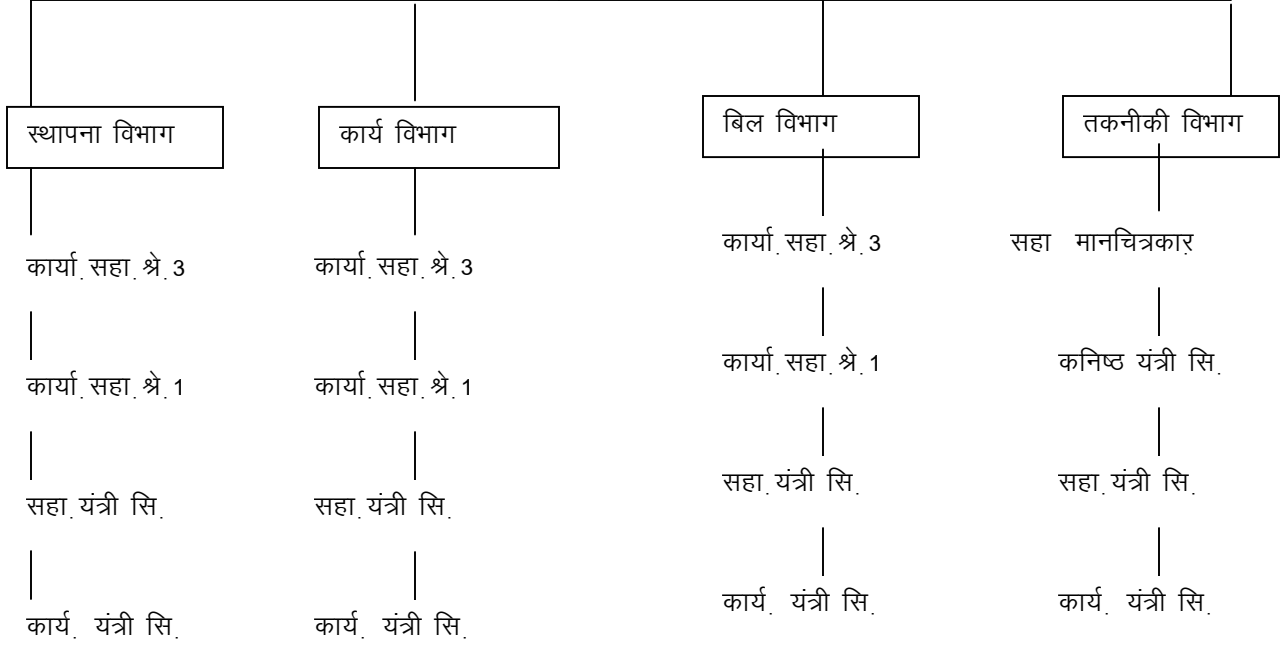 स्थापना विभाग
कार्या.सहा.श्रे.3
कार्या.सहा.श्रे.1
सहा.यंत्री सि.
कार्य. यंत्री सि.
कार्य विभाग
कार्या.सहा.श्रे.3
कार्या.सहा.श्रे.1
सहा.यंत्री सि.
कार्य. यंत्री सि.
बिल विभाग
कार्या.सहा.श्रे.3
कार्या.सहा.श्रे.1
सहा.यंत्री सि.
कार्य. यंत्री सि.
तकनीकी विभाग
सहा मानचित्रकार.
कनिष्ठ यंत्री सि.
सहा.यंत्री सि.
कार्य. यंत्री सि.